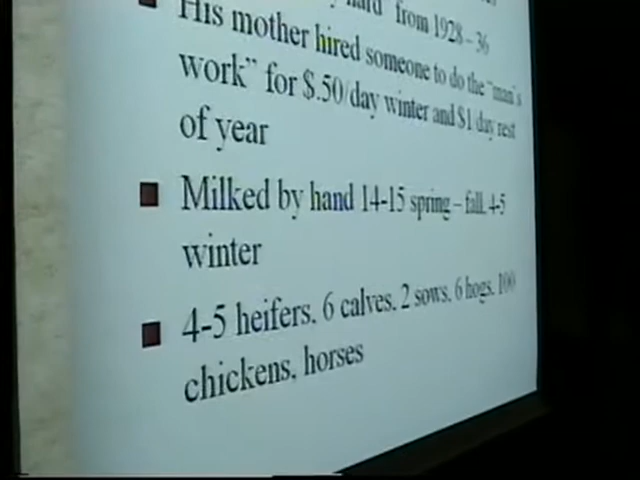 hard" from 1928-36
His mother hired someone to do the "man's
work" for $.50/day winter and $1/day rest
of year
Milked by hand 14-15 spring – fall, 4-5
winter
4-5 heifers, 6 calves, 2 sows, 6 hogs, 100
chickens, horses